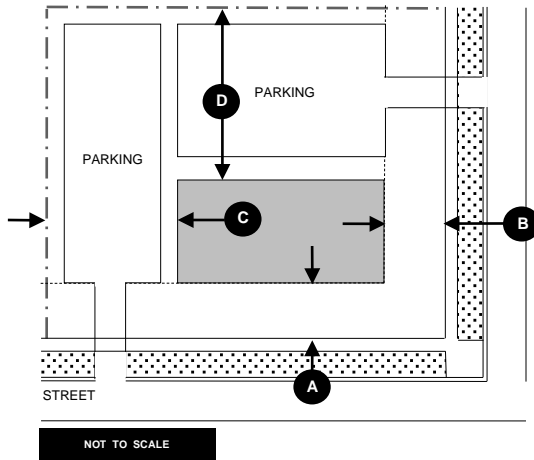 D
PARKING
PARKING
C
B
A
STREET
NOT TO SCALE